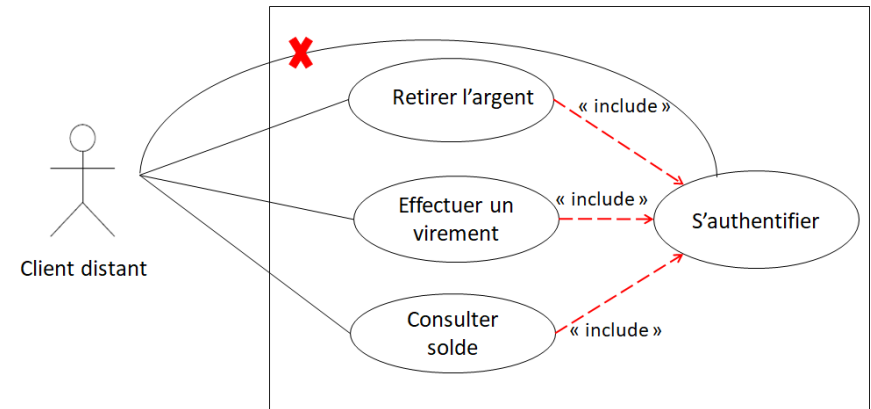 Retirer l’argent
« include »
Effectuer un
virement
« include »
S’authentifier
Client distant
Consulter
solde
« include »